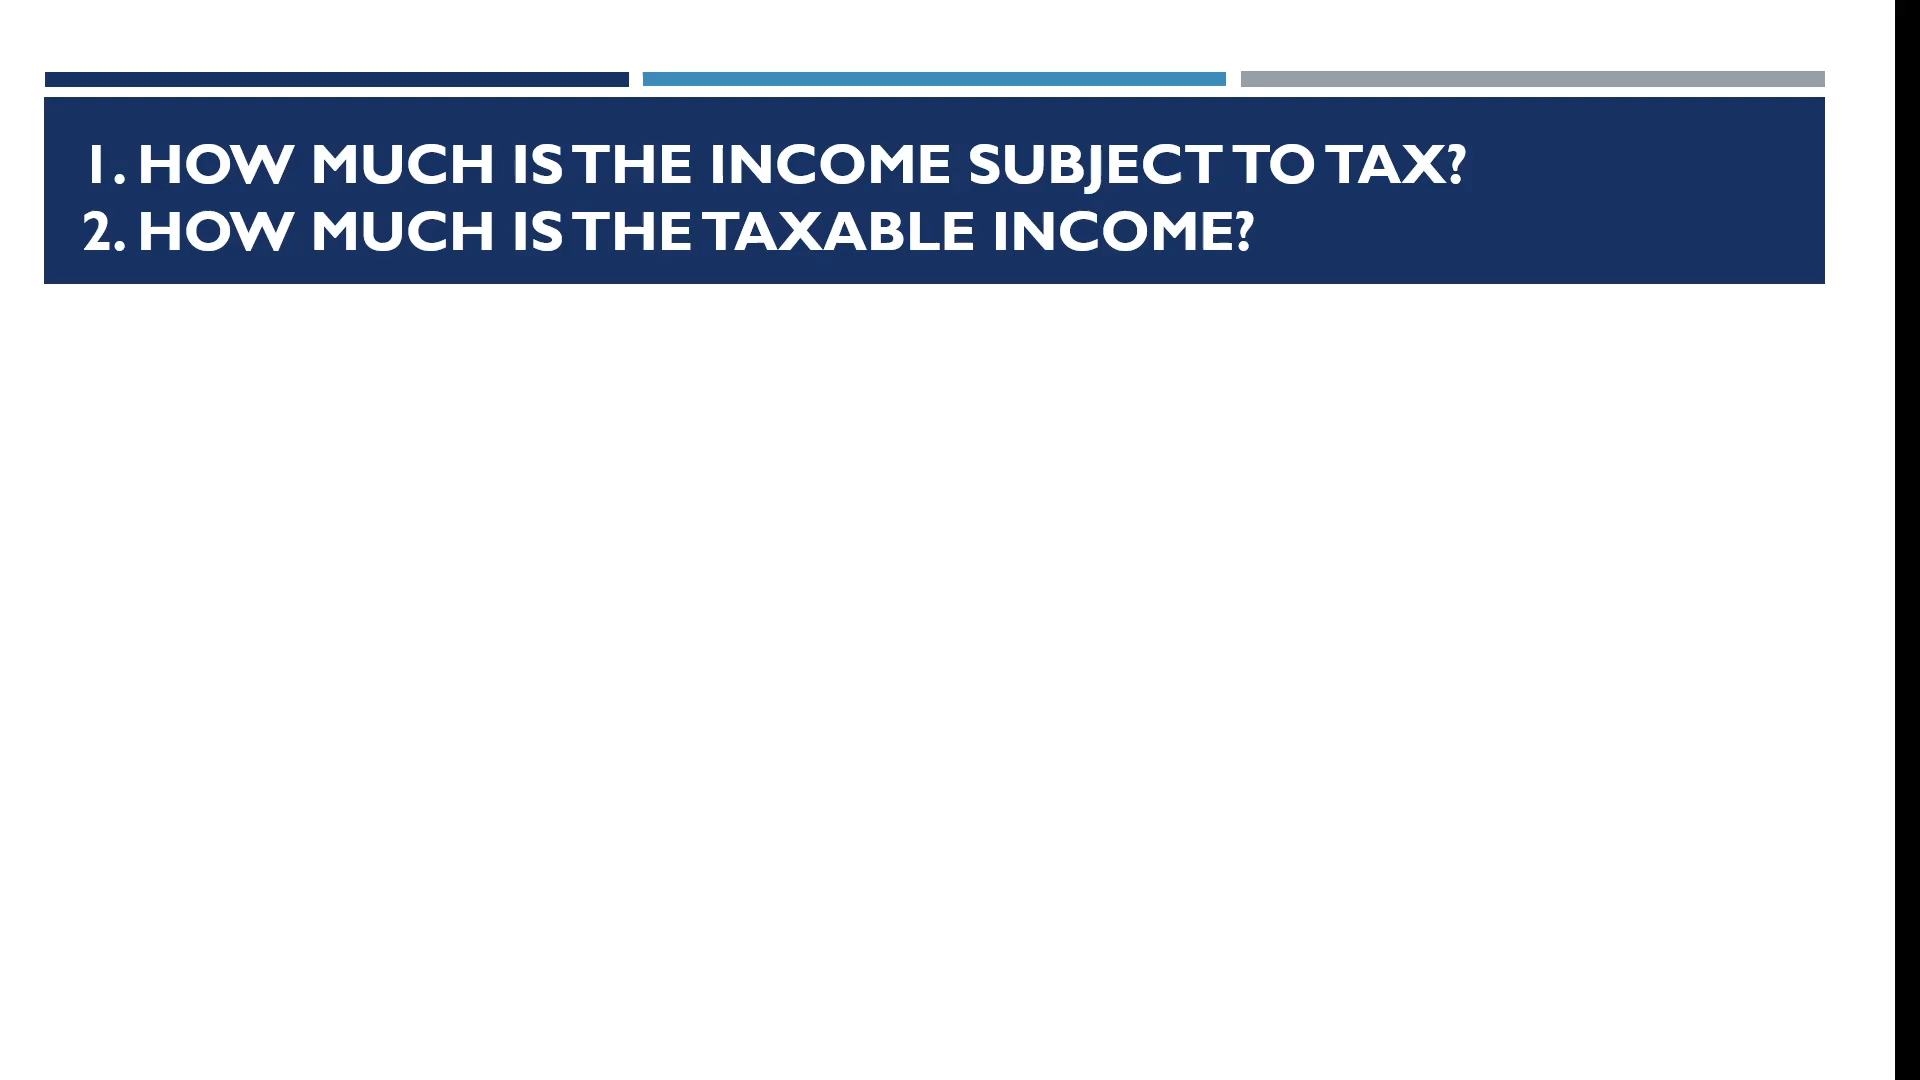 1. HOW MUCH IS THE INCOME SUBJECT TO TAX?
2. HOW MUCH IS THE TAXABLE INCOME?